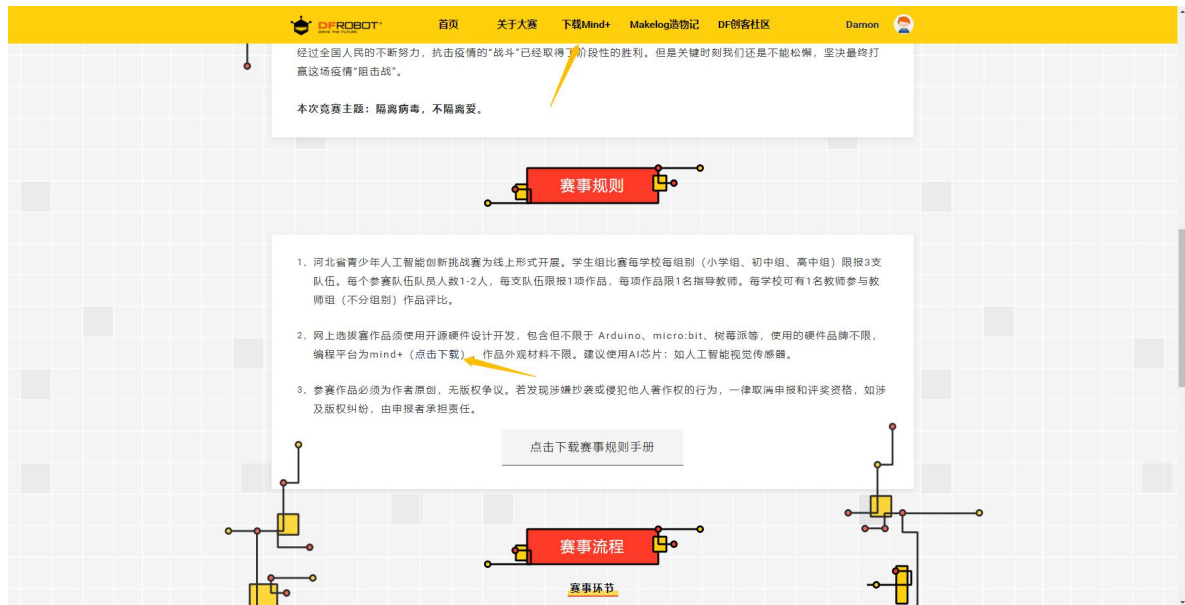 DFROBOT
DRIVE THE FUTURE
首页 关于大赛 下载Mind+ Makelog造物记 DF创客社区 Damon
经过全国人民的不断努力，抗击疫情的“战斗”已经取得了阶段性的胜利。但是关键时刻我们还是不能松懈，坚决最终打
赢这场疫情“阻击战”。
本次竞赛主题：隔离病毒，不隔离爱。
赛事规则
1、河北省青少年人工智能创新挑战赛为线上形式开展。学生组比赛每学校每组别（小学组、初中组、高中组）限报3支
队伍。每个参赛队伍队员人数1-2人，每支队伍限报1项作品，每项作品限1名指导教师。每学校可有1名教师参与教
师组（不分组别）作品评比。
2、网上选拔赛作品须使用开源硬件设计开发，包含但不限于 Arduino、micro:bit、树莓派等，使用的硬件品牌不限，
编程平台为mind+（点击下载），作品外观材料不限。建议使用AI芯片：如人工智能视觉传感器。
3、参赛作品必须为作者原创，无版权争议。若发现涉嫌抄袭或侵犯他人著作权的行为，一律取消申报和评奖资格，如涉
及版权纠纷，由申报者承担责任。
点击下载赛事规则手册
赛事流程
赛事环节